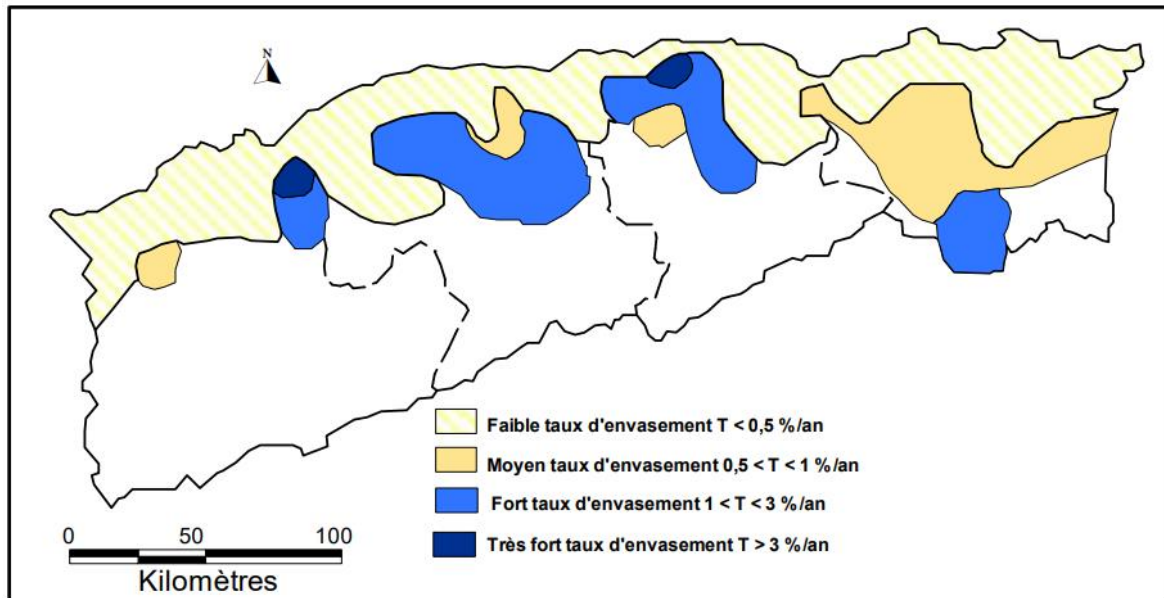 N
Faible taux d'envasement T < 0,5 %/an
Moyen taux d'envasement 0,5 < T < 1 %/an
Fort taux d'envasement 1 < T < 3 %/an
Très fort taux d'envasement T > 3 %/an
0 50 100
Kilomètres